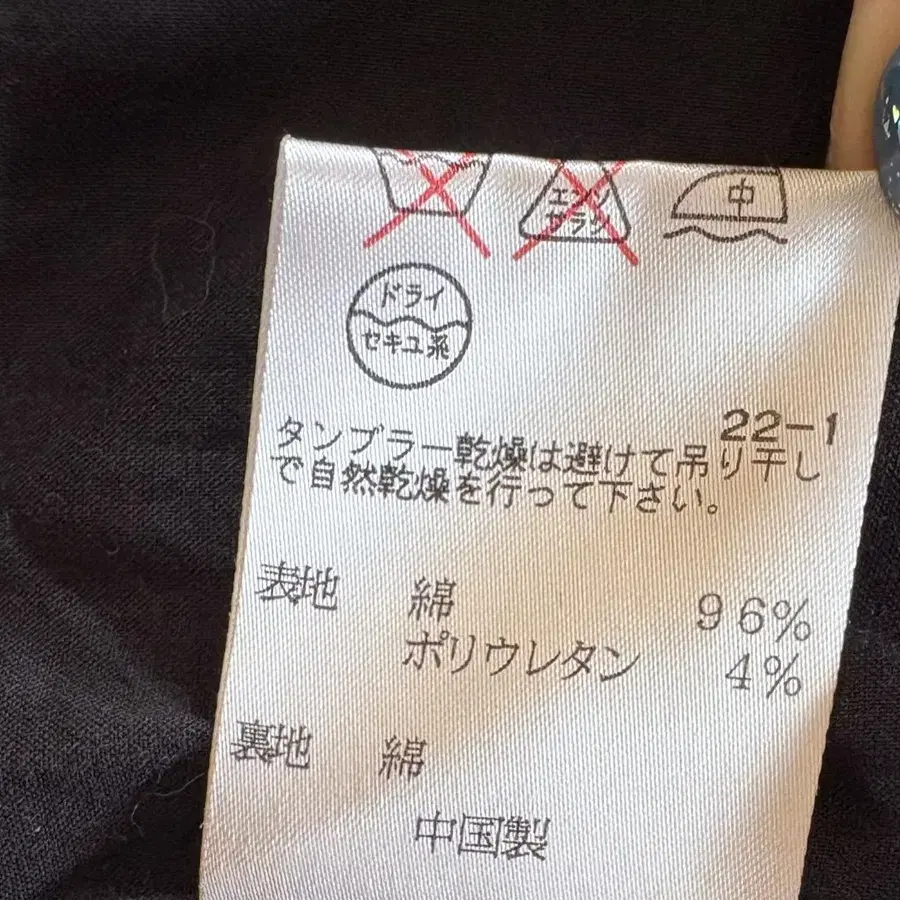 エンソ
サラシ
中
ドライ
セキユ系
22-1
タンブラー乾燥は避けて吊り干し
で自然乾燥を行って下さい。
表地 綿 96%
ポリウレタン 4%
裏地 綿
中国製